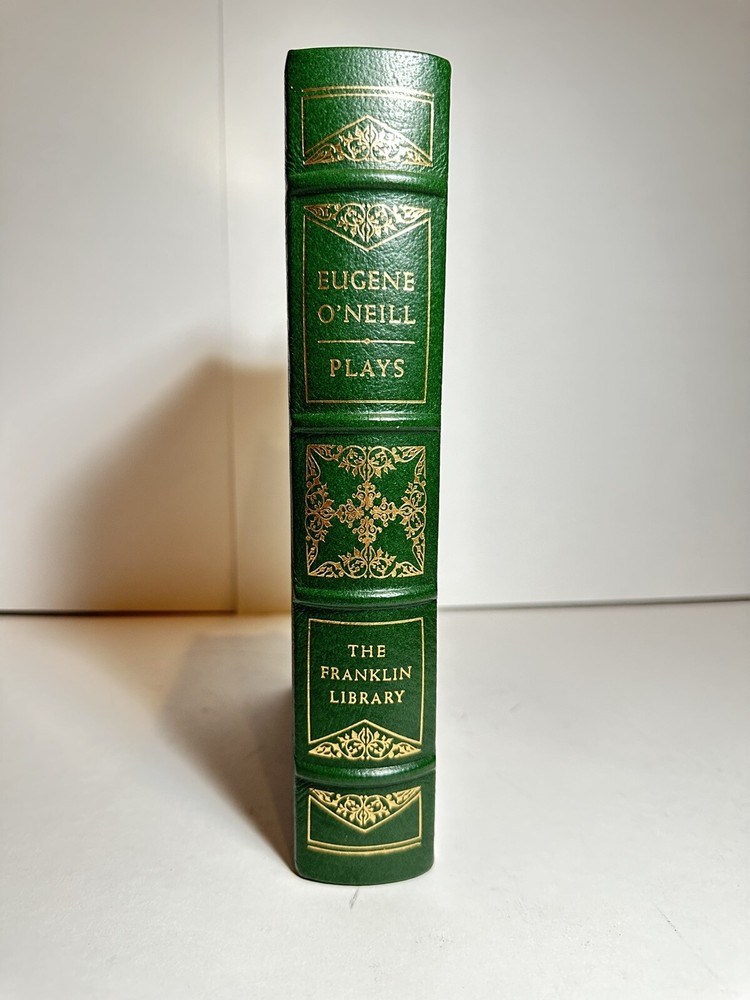 EUGENE
O'NEILL
PLAYS
THE
FRANKLIN
LIBRARY